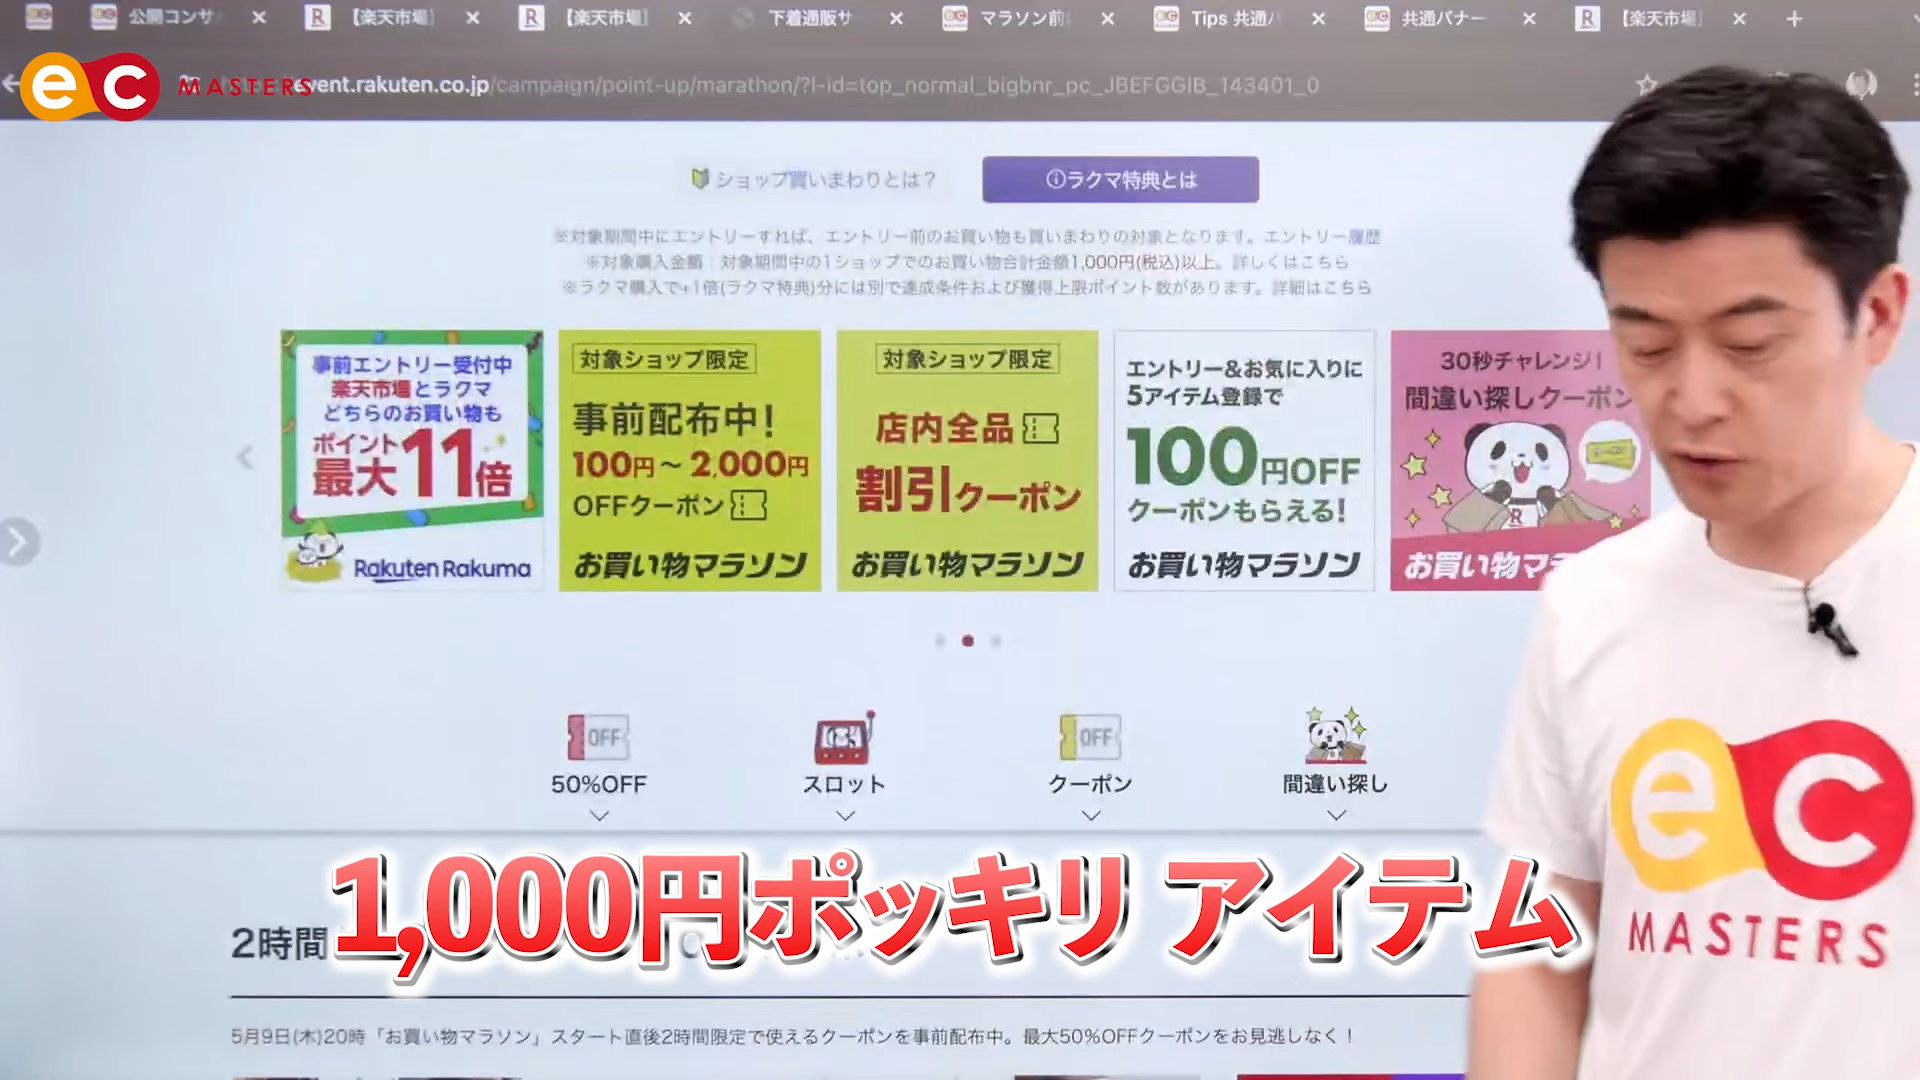 公開コンサ
【楽天市場】
【楽天市場】
下着通販サ
マラソン前
Tips 共通バ
共通バナー
【楽天市場】
ec MASTERS
event.rakuten.co.jp/campaign/point-up/marathon/?l-id=top_normal_bigbnr_pc_JBEFGGIB_143401_0
ショップ買いまわりとは？
ⓘラクマ特典とは
※対象期間中にエントリーすれば、エントリー前のお買い物も買いまわりの対象となります。エントリー履歴
※対象購入金額：対象期間中の1ショップでのお買い物合計金額1,000円(税込)以上。詳しくはこちら
※ラクマ購入で+1倍(ラクマ特典)分には別で達成条件および獲得上限ポイント数があります。詳細はこちら
事前エントリー受付中
楽天市場とラクマ
どちらのお買い物も
ポイント
最大11倍
Rakuten Rakuma
対象ショップ限定
事前配布中！
100円～2,000円
OFFクーポン
お買い物マラソン
対象ショップ限定
店内全品
割引クーポン
お買い物マラソン
エントリー&お気に入りに
5アイテム登録で
100円OFF
クーポンもらえる！
お買い物マラソン
30秒チャレンジ！
間違い探しクーポン
R
お買い物マラ
OFF
50%OFF
スロット
OFF
クーポン
間違い探し
2時間
1,000円ポッキリ アイテム
5月9日(木)20時「お買い物マラソン」スタート直後2時間限定で使えるクーポンを事前配布中。最大50%OFFクーポンをお見逃しなく！
ec
MASTERS